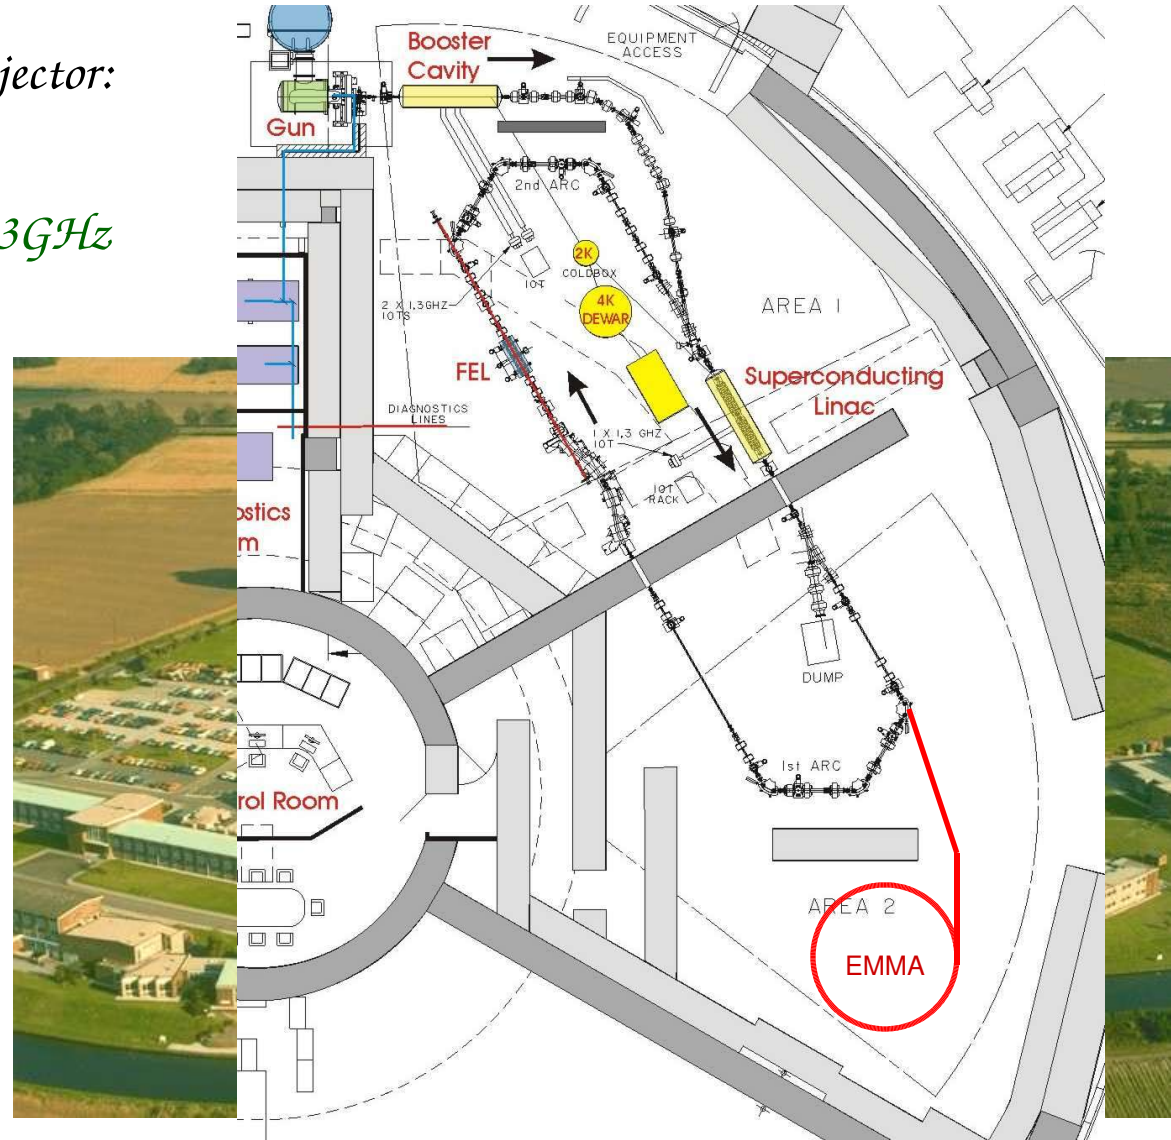 jector:
3GHz
Booster
Cavity
EQUIPMENT
ACCESS
Gun
2nd ARC
2K
COLDBOX
IOT
4K
DEWAR
2 X 1.3GHZ
IOTS
AREA 1
FEL
Superconducting
Linac
DIAGNOSTICS
LINES
1 X 1.3 GHZ
IOT
IOT
RACK
ostics
m
DUMP
1st ARC
rol Room
AREA 2
EMMA